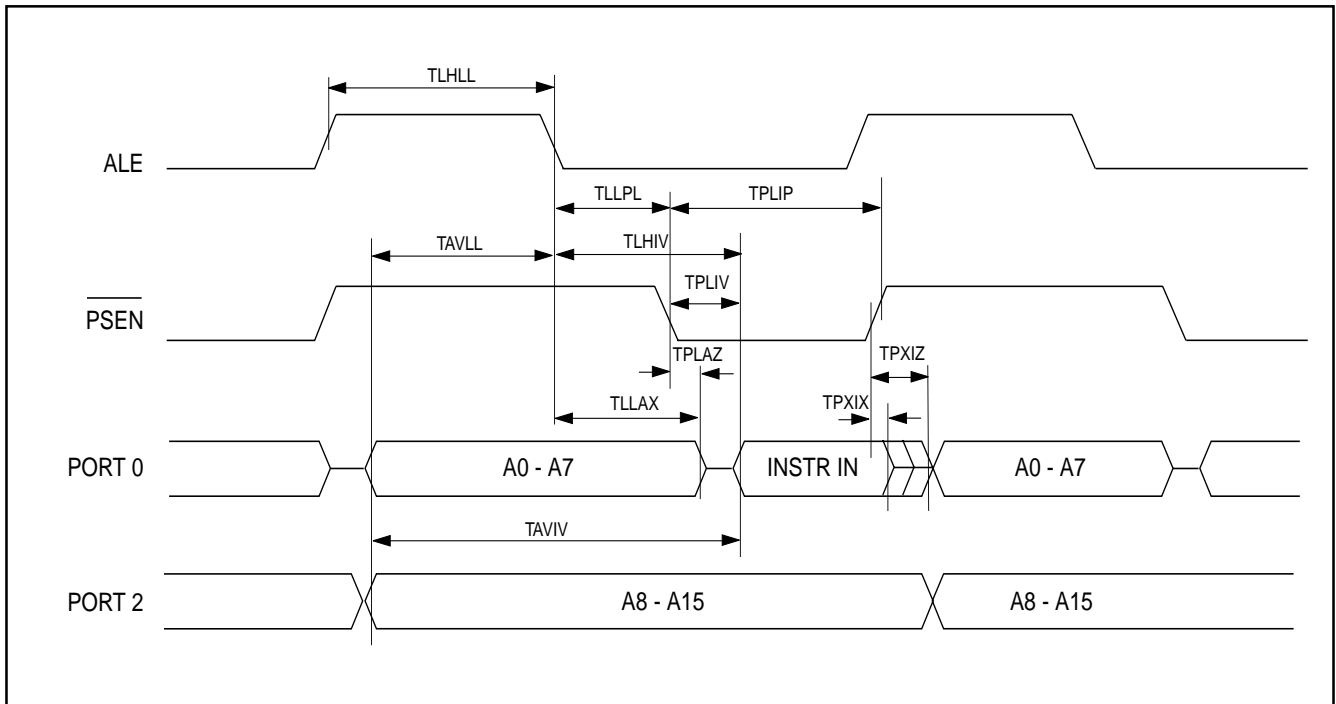 TLHLL
ALE
TLLPL TPLIP
TAVLL TLHIV
TPLIV
PSEN
TPLAZ TPXIZ
TLLAX TPXIX
PORT 0 A0 - A7 INSTR IN A0 - A7
TAVIV
PORT 2 A8 - A15 A8 - A15